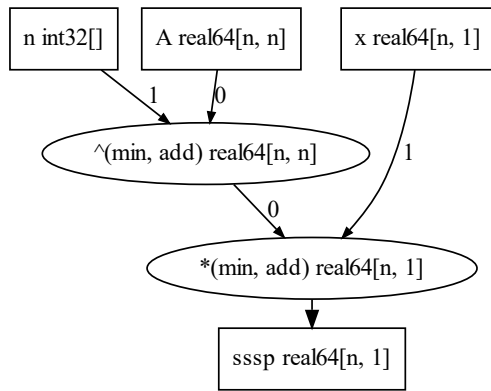 n int32[]
A real64[n, n]
x real64[n, 1]
1
0
^(min, add) real64[n, n]
1
0
*(min, add) real64[n, 1]
sssp real64[n, 1]